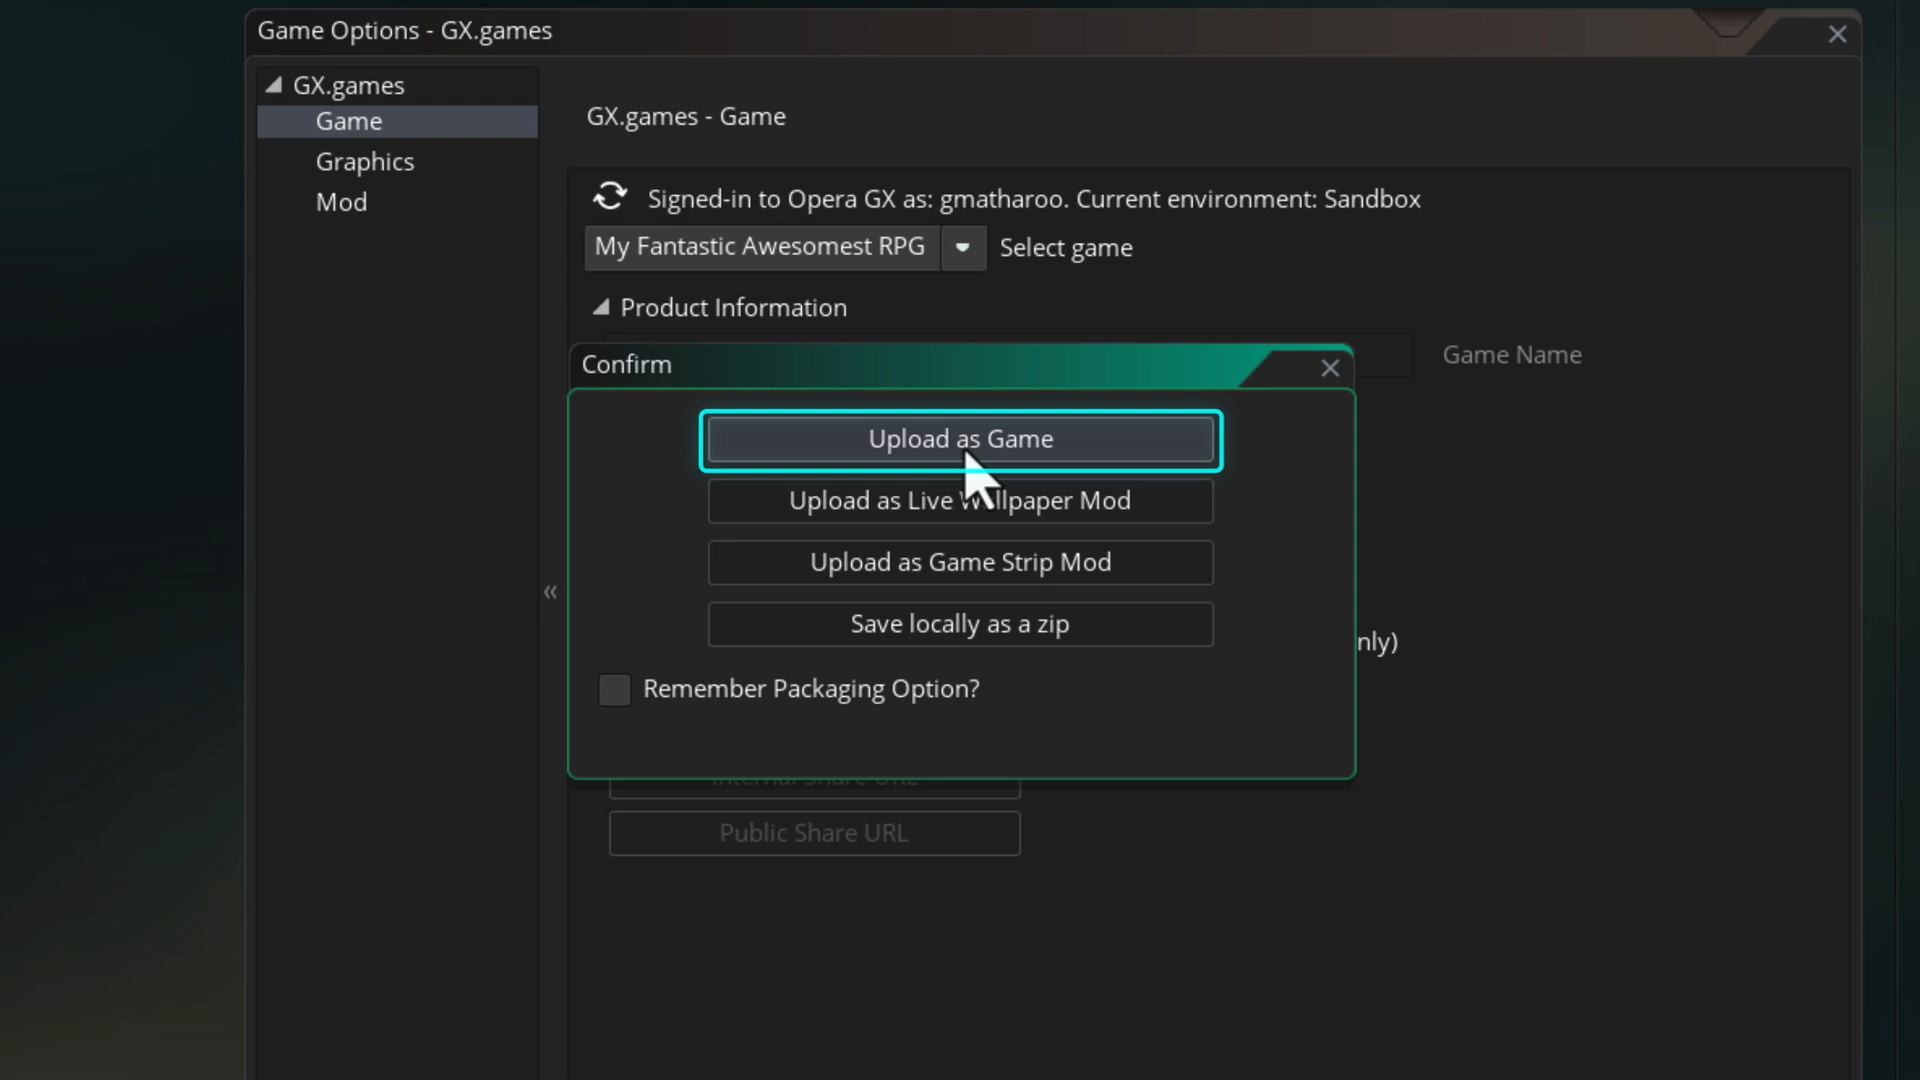 Game Options - GX.games
GX.games
Game
Graphics
Mod
GX.games - Game
Signed-in to Opera GX as: gmatharoo. Current environment: Sandbox
My Fantastic Awesomest RPG
Select game
Product Information
Game Name
Confirm
Upload as Game
Upload as Live Wallpaper Mod
Upload as Game Strip Mod
Save locally as a zip
nly)
Remember Packaging Option?
Internal Share URL
Public Share URL